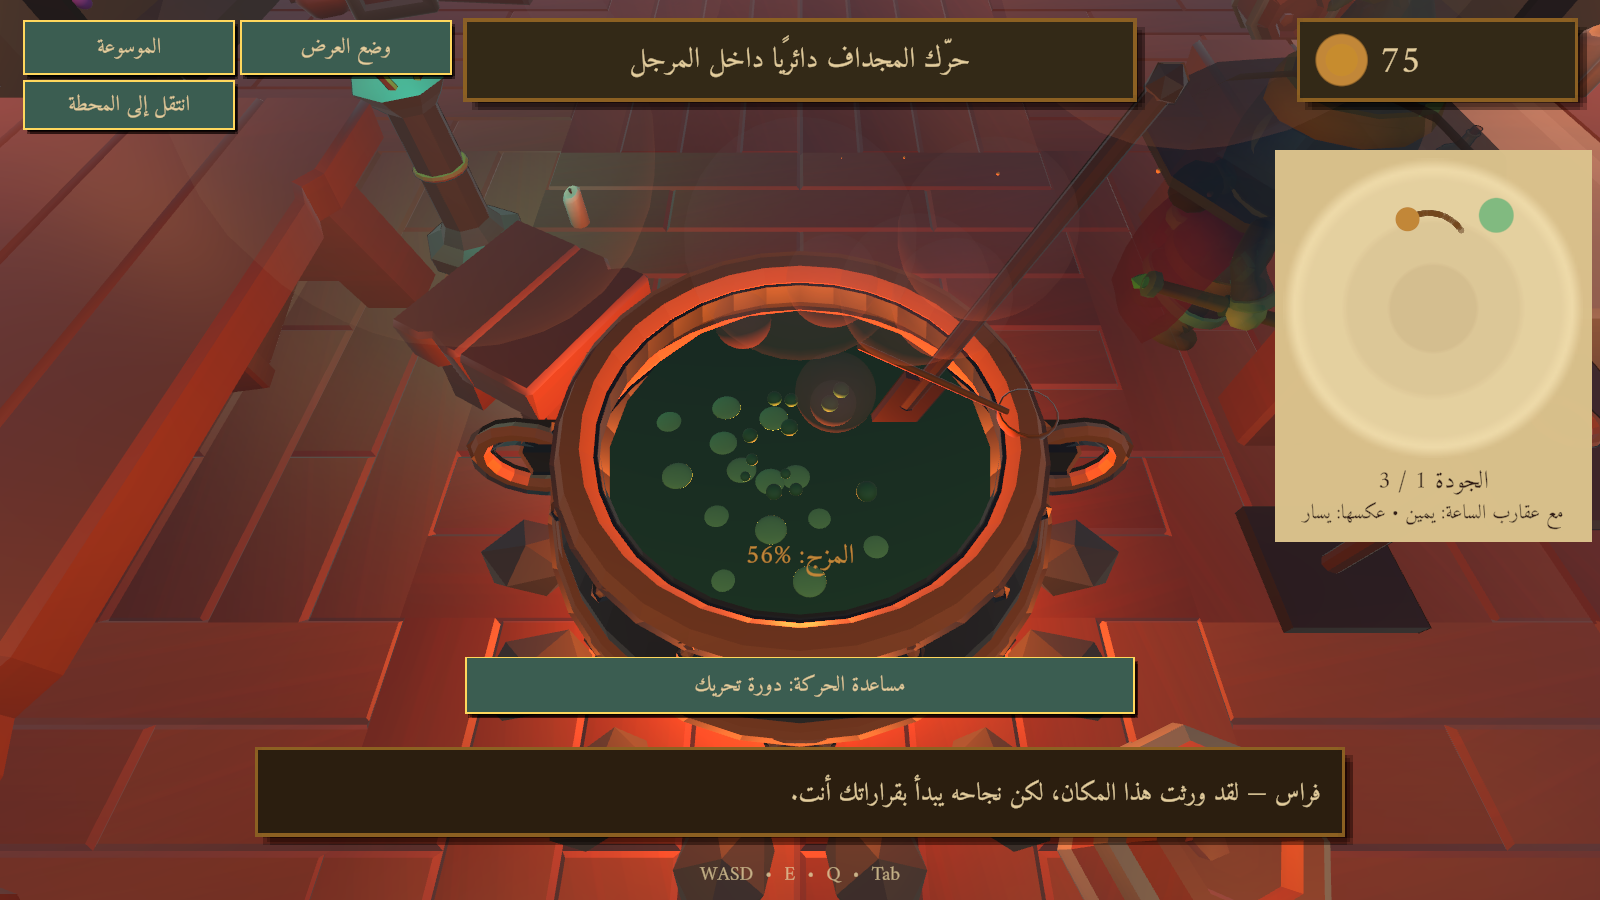 وضع العرض
الموسوعة
انتقل إلى المحطة
حرّك المجداف دائريًا داخل المرجل
75
الجودة 1 / 3
مع عقارب الساعة: يمين • عكسها: يسار
المزج: 56%
مساعدة الحركة: دورة تحريك
فراس — لقد ورثت هذا المكان، لكن نجاحه يبدأ بقراراتك أنت.
WASD • E • Q • Tab